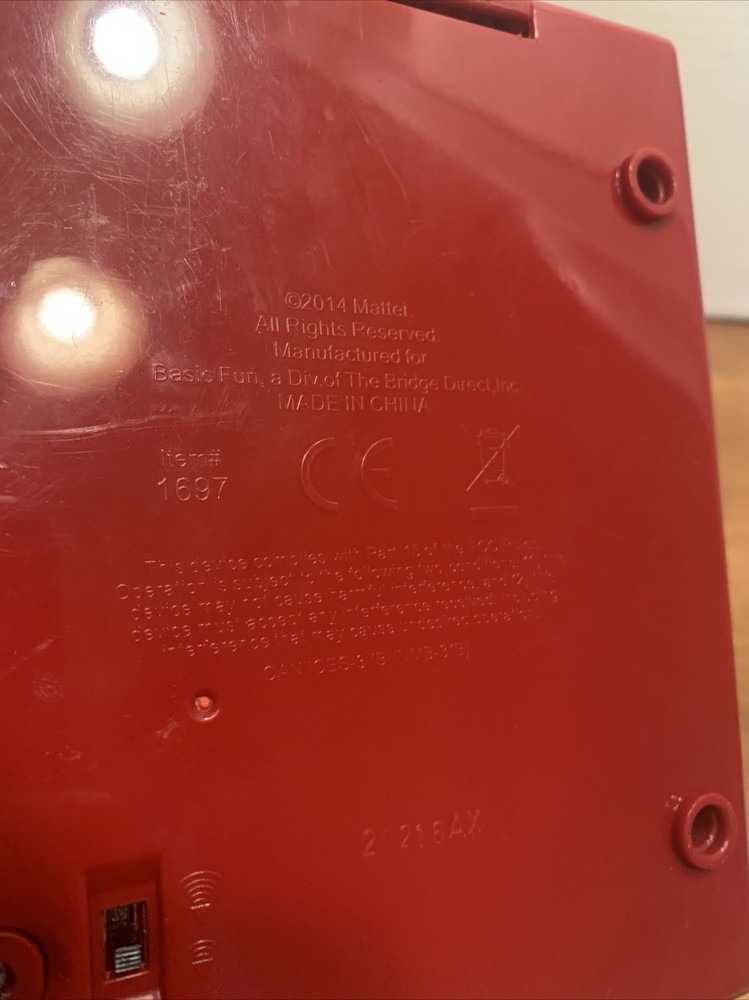 ©2014 Mattel.
All Rights Reserved.
Manufactured for
Basic Fun, a Div.of The Bridge Direct,Inc.
MADE IN CHINA
Item#
1697
CE
This device complies with Part 15 of the FCC Rules.
Operation is subject to the following two conditions:
device may not cause harmful interference, and (2)
device must accept any interference received, including
interference that may cause undesired operation.
CAN ICES-3 (B)/NMB-3(B)
216AX